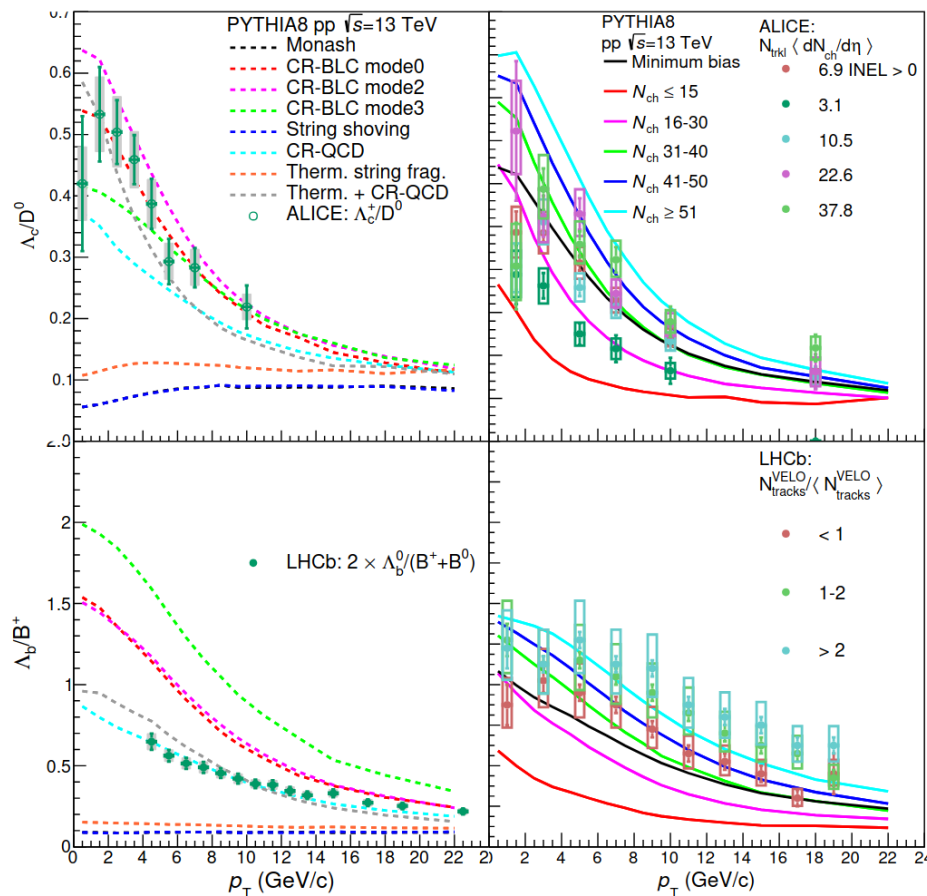 0.7
0.6
0.5
0.4
0.3
0.2
0.1
0
Λc/D⁰
PYTHIA8 pp √s=13 TeV
Monash
CR-BLC mode0
CR-BLC mode2
CR-BLC mode3
String shoving
CR-QCD
Therm. string frag.
Therm. + CR-QCD
ALICE: Λc⁺/D⁰
PYTHIA8
pp √s=13 TeV
Minimum bias
Nch ≤ 15
Nch 16-30
Nch 31-40
Nch 41-50
Nch ≥ 51
ALICE:
Ntrkl ⟨ dNch/dη ⟩
6.9 INEL > 0
3.1
10.5
22.6
37.8
2
1.5
1
0.5
0
Λb/B⁺
LHCb: 2 × Λb⁰/(B⁺+B⁰)
0 2 4 6 8 10 12 14 16 18 20 22
pT (GeV/c)
LHCb:
Ntracks^VELO/⟨ Ntracks^VELO ⟩
< 1
1-2
> 2
2 4 6 8 10 12 14 16 18 20 22 24
pT (GeV/c)